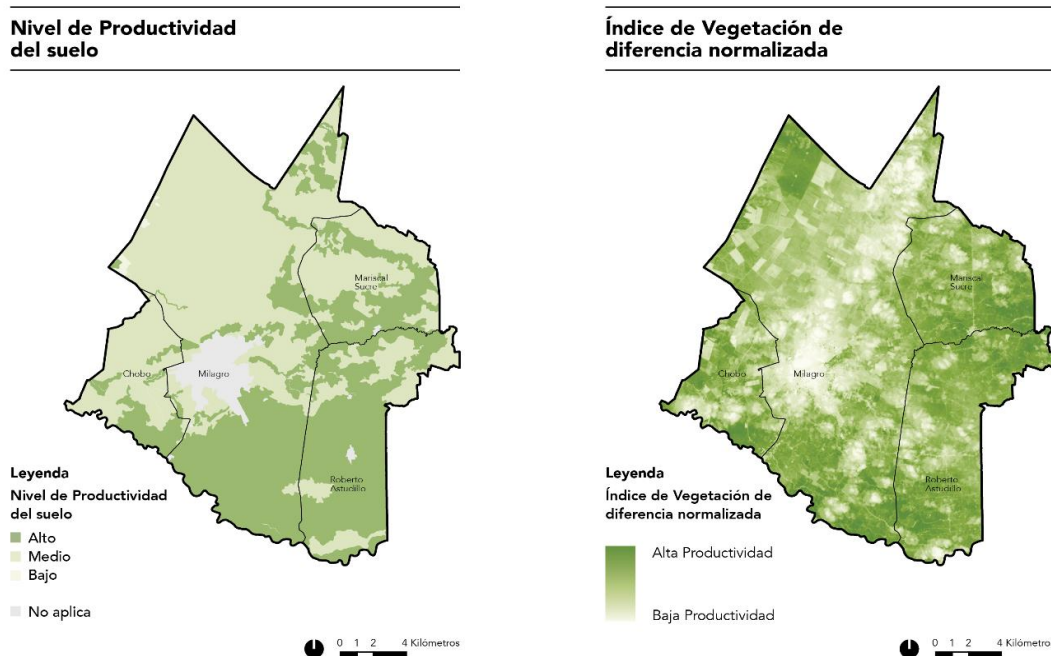 Nivel de Productividad
del suelo
Mariscal
Sucre
Chobo
Milagro
Roberto
Astudillo
Leyenda
Nivel de Productividad
del suelo
Alto
Medio
Bajo
No aplica
0 1 2 4 Kilómetros
Índice de Vegetación de
diferencia normalizada
Mariscal
Sucre
Chobo
Milagro
Roberto
Astudillo
Leyenda
Índice de Vegetación de
diferencia normalizada
Alta Productividad
Baja Productividad
0 1 2 4 Kilómetros